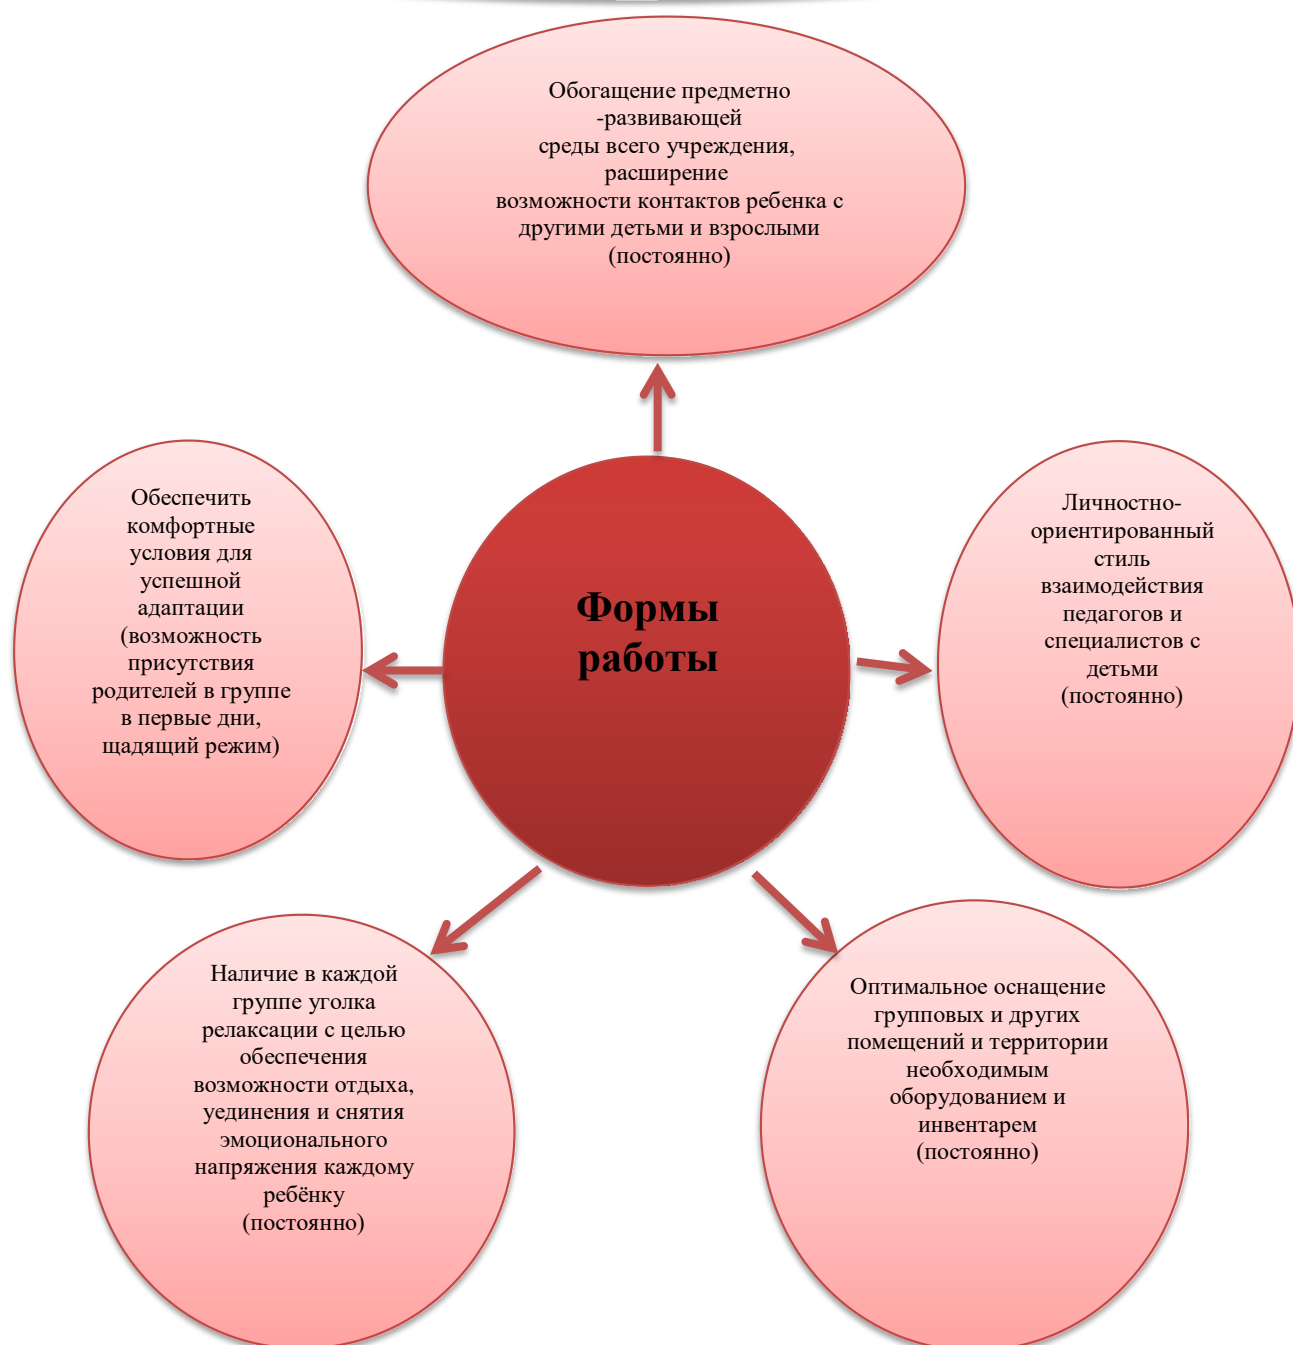 Обогащение предметно
-развивающей
среды всего учреждения,
расширение
возможности контактов ребенка с
другими детьми и взрослыми
(постоянно)
Обеспечить
комфортные
условия для
успешной
адаптации
(возможность
присутствия
родителей в группе
в первые дни,
щадящий режим)
Формы
работы
Личностно-
ориентированный
стиль
взаимодействия
педагогов и
специалистов с
детьми
(постоянно)
Наличие в каждой
группе уголка
релаксации с целью
обеспечения
возможности отдыха,
уединения и снятия
эмоционального
напряжения каждому
ребёнку
(постоянно)
Оптимальное оснащение
групповых и других
помещений и территории
необходимым
оборудованием и
инвентарем
(постоянно)